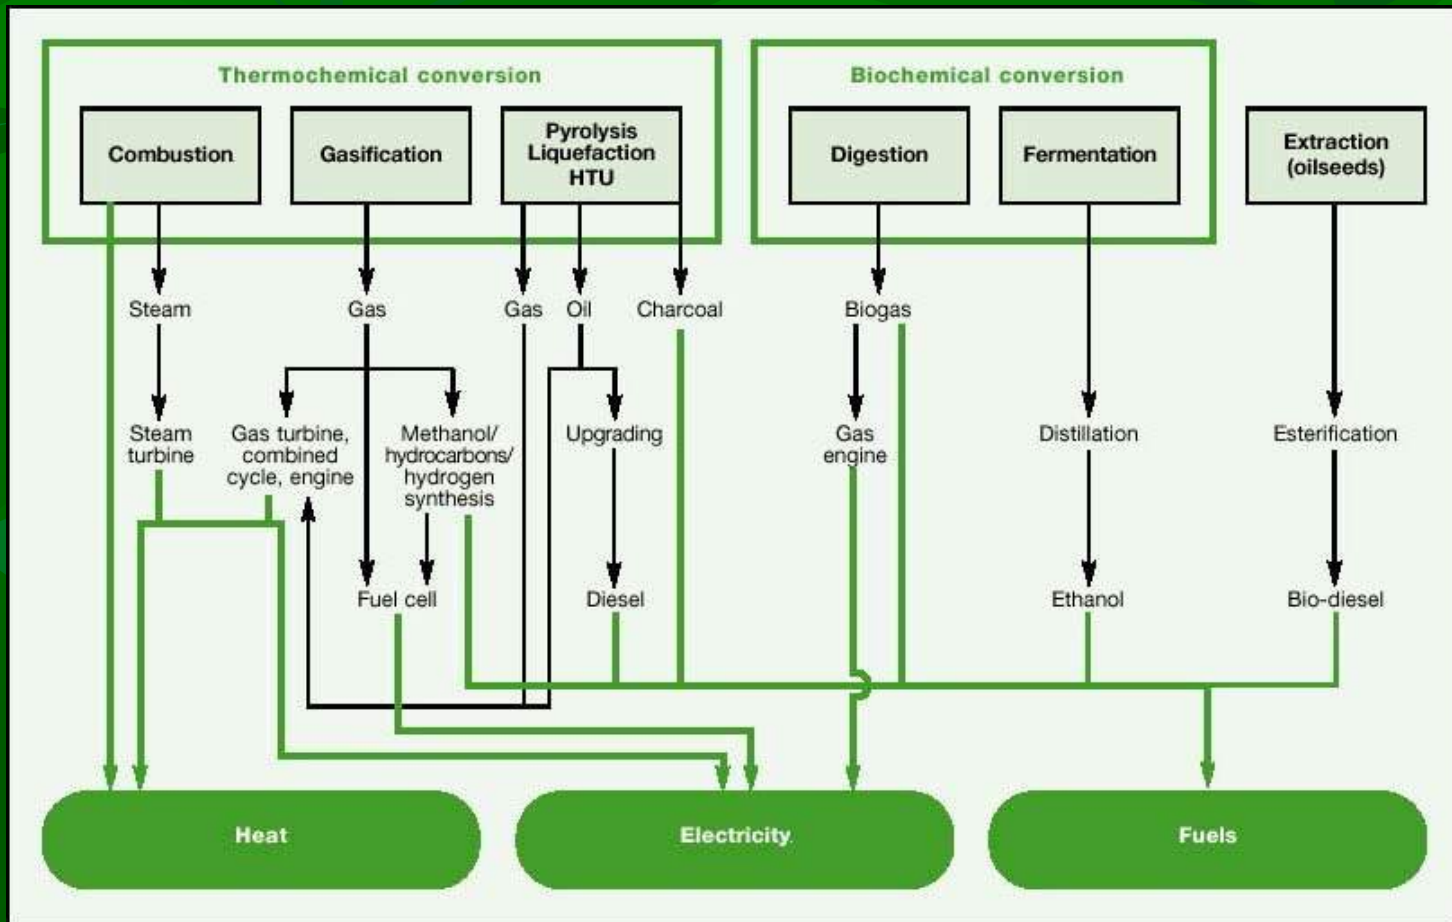 Thermochemical conversion
Biochemical conversion
Combustion
Gasification
Pyrolysis
Liquefaction
HTU
Digestion
Fermentation
Extraction
(oilseeds)
Steam
Gas
Gas
Oil
Charcoal
Biogas
Steam
turbine
Gas turbine,
combined
cycle, engine
Methanol/
hydrocarbons/
hydrogen
synthesis
Upgrading
Gas
engine
Distillation
Esterification
Fuel cell
Diesel
Ethanol
Bio-diesel
Heat
Electricity
Fuels